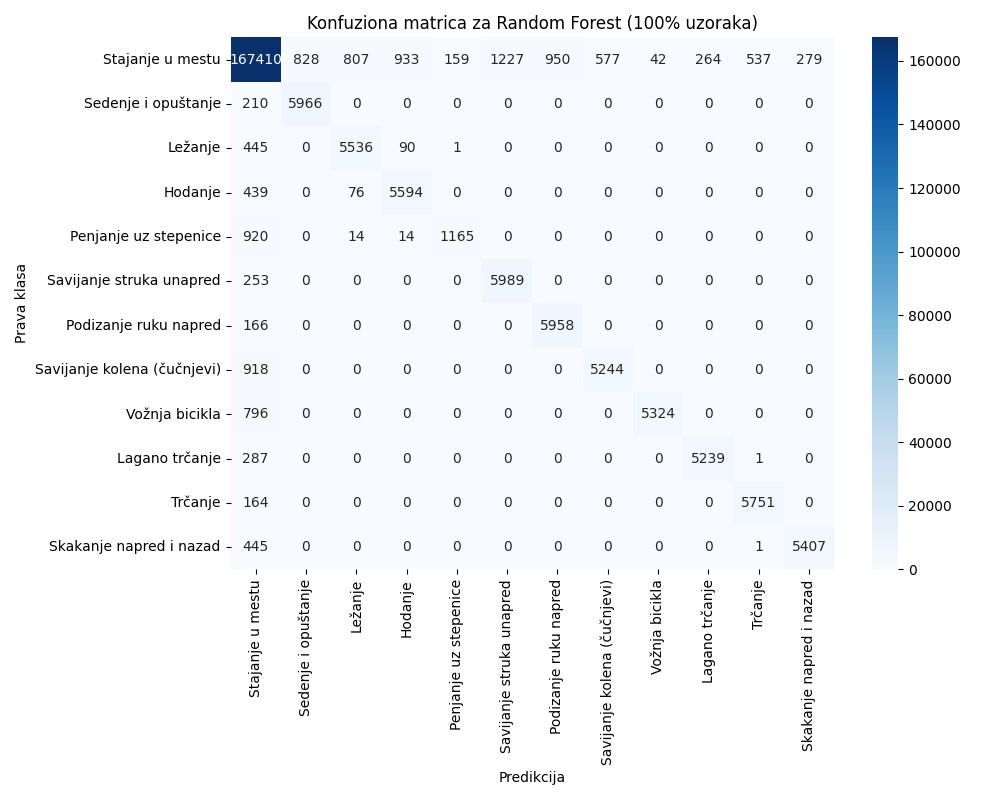 Konfuziona matrica za Random Forest (100% uzoraka)
Stajanje u mestu 167410 828 807 933 159 1227 950 577 42 264 537 279
Sedenje i opuštanje 210 5966 0 0 0 0 0 0 0 0 0 0
Ležanje 445 0 5536 90 1 0 0 0 0 0 0 0
Hodanje 439 0 76 5594 0 0 0 0 0 0 0 0
Penjanje uz stepenice 920 0 14 14 1165 0 0 0 0 0 0 0
Savijanje struka unapred 253 0 0 0 0 5989 0 0 0 0 0 0
Podizanje ruku napred 166 0 0 0 0 0 5958 0 0 0 0 0
Savijanje kolena (čučnjevi) 918 0 0 0 0 0 0 5244 0 0 0 0
Vožnja bicikla 796 0 0 0 0 0 0 0 5324 0 0 0
Lagano trčanje 287 0 0 0 0 0 0 0 0 5239 1 0
Trčanje 164 0 0 0 0 0 0 0 0 0 5751 0
Skakanje napred i nazad 445 0 0 0 0 0 0 0 0 0 1 5407
Prava klasa
Stajanje u mestu
Sedenje i opuštanje
Ležanje
Hodanje
Penjanje uz stepenice
Savijanje struka unapred
Podizanje ruku napred
Savijanje kolena (čučnjevi)
Vožnja bicikla
Lagano trčanje
Trčanje
Skakanje napred i nazad
Predikcija
160000
140000
120000
100000
80000
60000
40000
20000
0